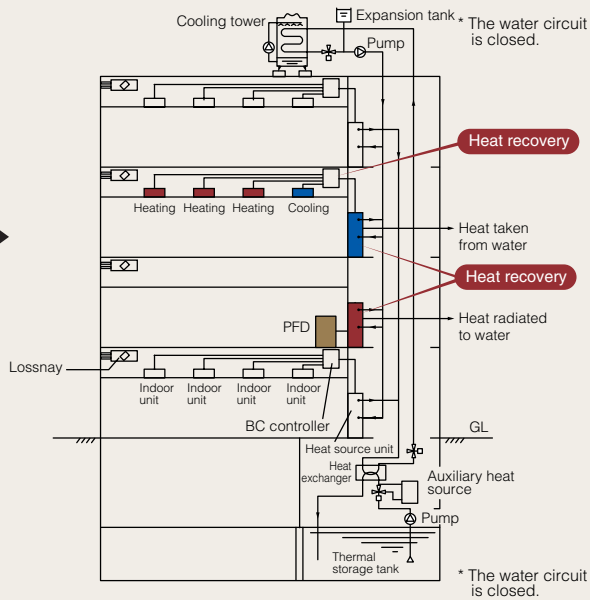 Cooling tower
Expansion tank
* The water circuit
is closed.
Pump
Heat recovery
Heating
Heating
Heating
Cooling
Heat taken
from water
Heat recovery
PFD
Heat radiated
to water
Lossnay
Indoor
unit
Indoor
unit
Indoor
unit
Indoor
unit
BC controller
Heat source unit
GL
Heat
exchanger
Auxiliary heat
source
Pump
Thermal
storage tank
* The water circuit
is closed.